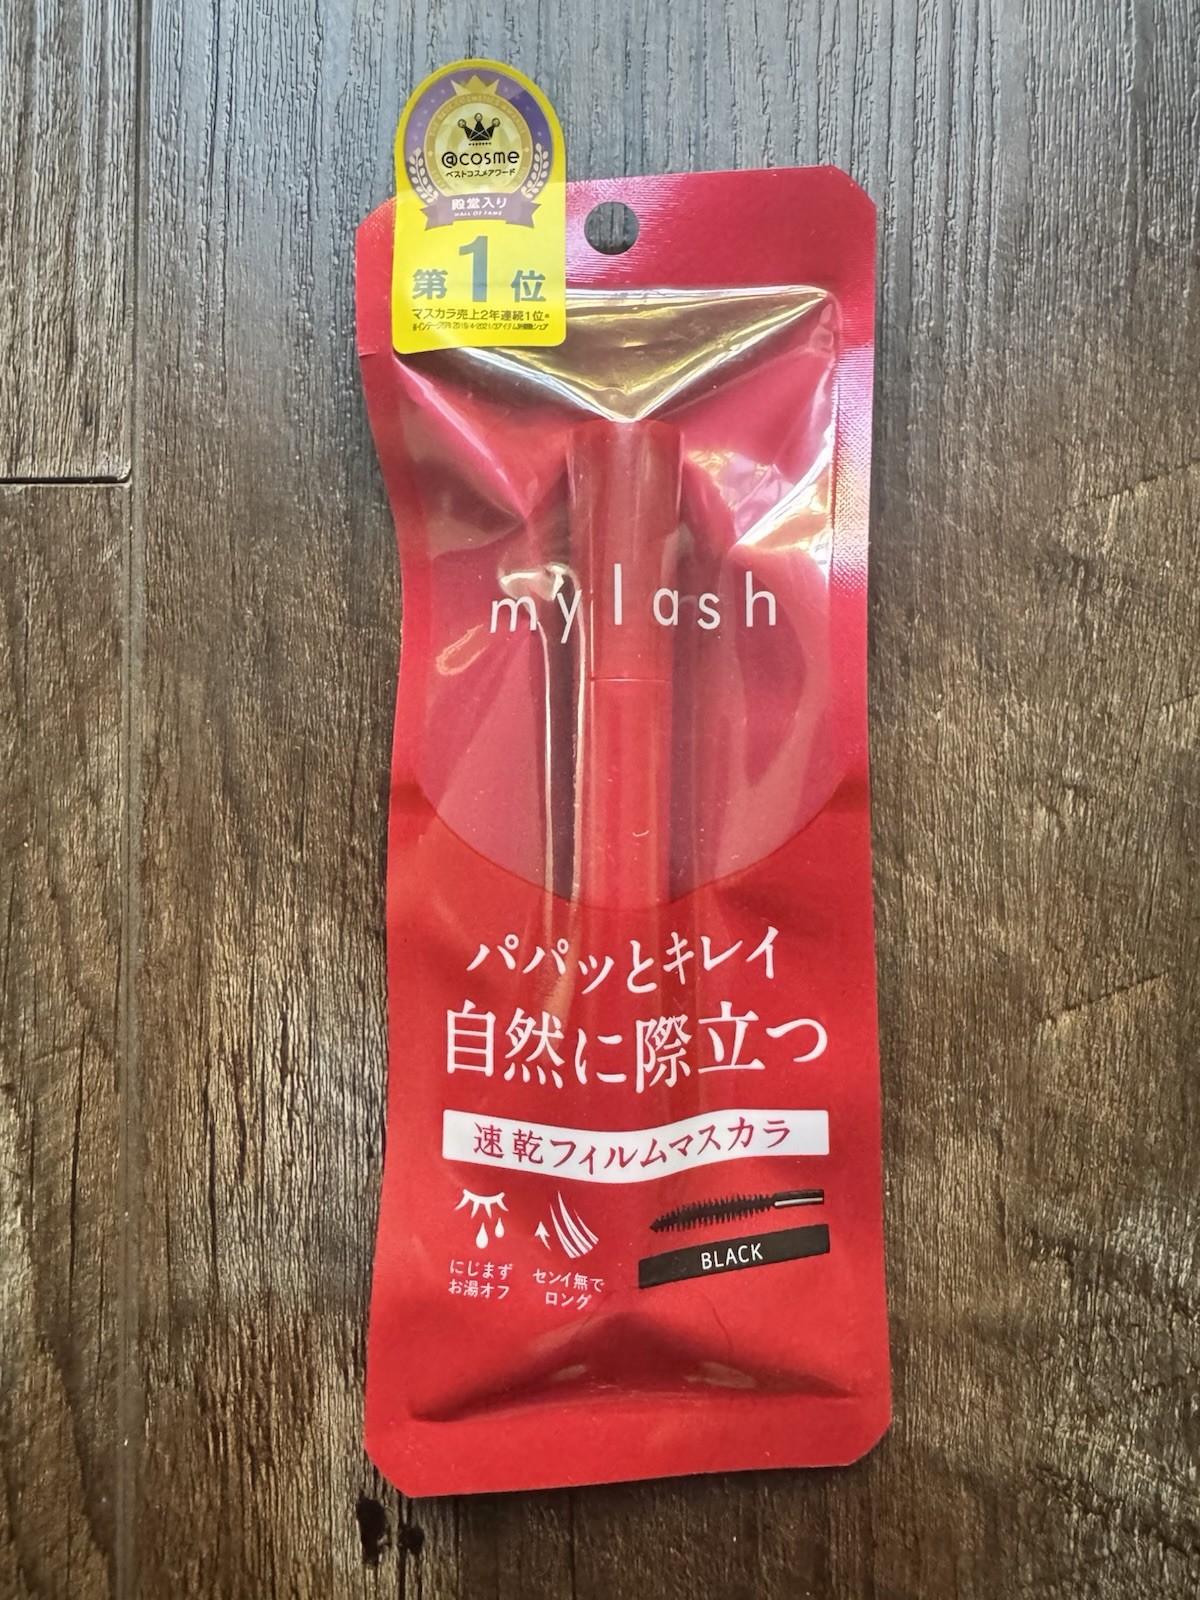 @cosme
ベストコスメアワード
殿堂入り
HALL OF FAME
第1位
マスカラ売上2年連続1位※
my lash
パパッとキレイ
自然に際立つ
速乾フィルムマスカラ
にじまず
お湯オフ
センイ無で
ロング
BLACK